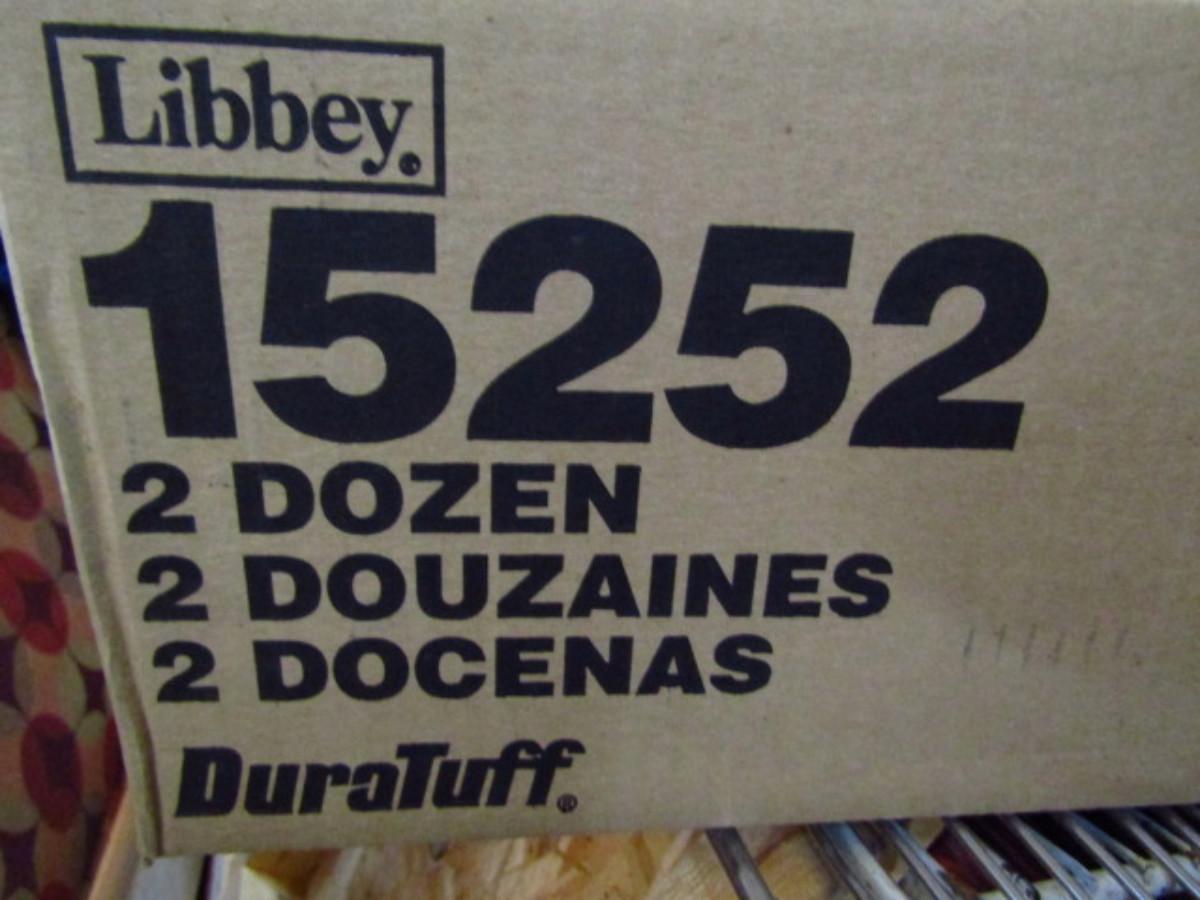 Libbey.
15252
2 DOZEN
2 DOUZAINES
2 DOCENAS
DuraTuff®